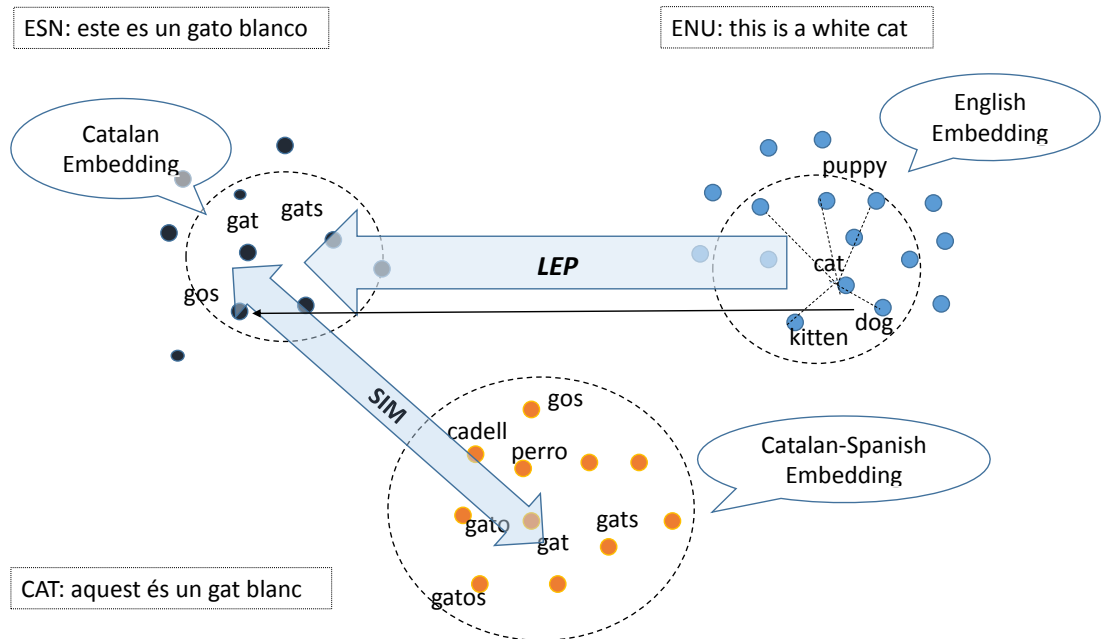 ESN: este es un gato blanco
ENU: this is a white cat
Catalan
Embedding
English
Embedding
puppy
gat
gats
LEP
cat
gos
dog
kitten
SIM
gos
cadell
perro
Catalan-Spanish
Embedding
gato
gats
gat
CAT: aquest és un gat blanc
gatos